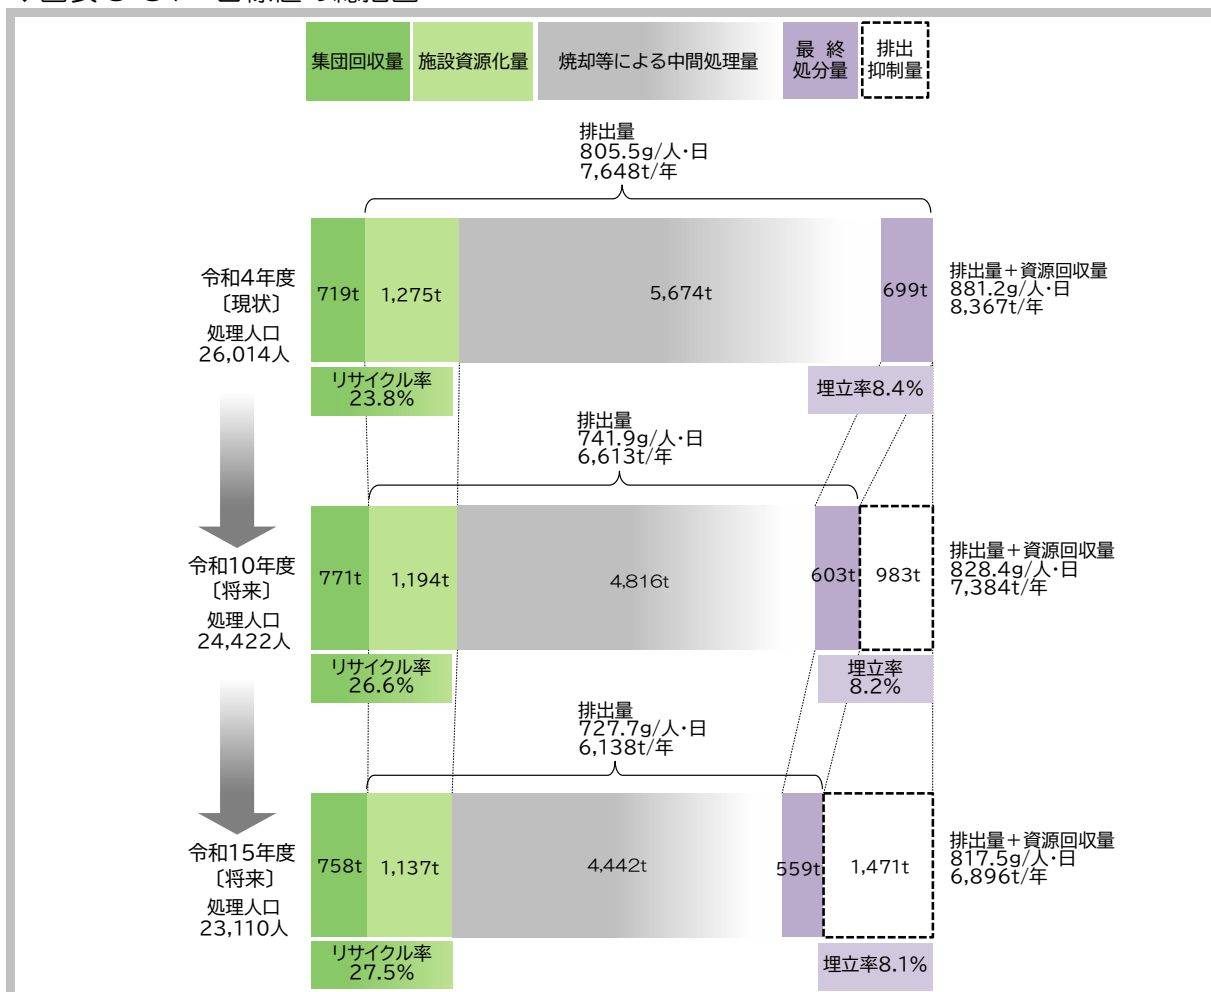 集団回収量
施設資源化量
焼却等による中間処理量
最 終
処分量
排出
抑制量
排出量
805.5g/人・日
7,648t/年
令和4年度
〔現状〕
処理人口
26,014人
719t
1,275t
5,674t
699t
排出量＋資源回収量
881.2g/人・日
8,367t/年
リサイクル率
23.8%
埋立率8.4%
排出量
741.9g/人・日
6,613t/年
令和10年度
〔将来〕
処理人口
24,422人
771t
1,194t
4,816t
603t
983t
排出量＋資源回収量
828.4g/人・日
7,384t/年
リサイクル率
26.6%
埋立率
8.2%
排出量
727.7g/人・日
6,138t/年
令和15年度
〔将来〕
処理人口
23,110人
758t
1,137t
4,442t
559t
1,471t
排出量＋資源回収量
817.5g/人・日
6,896t/年
リサイクル率
27.5%
埋立率8.1%